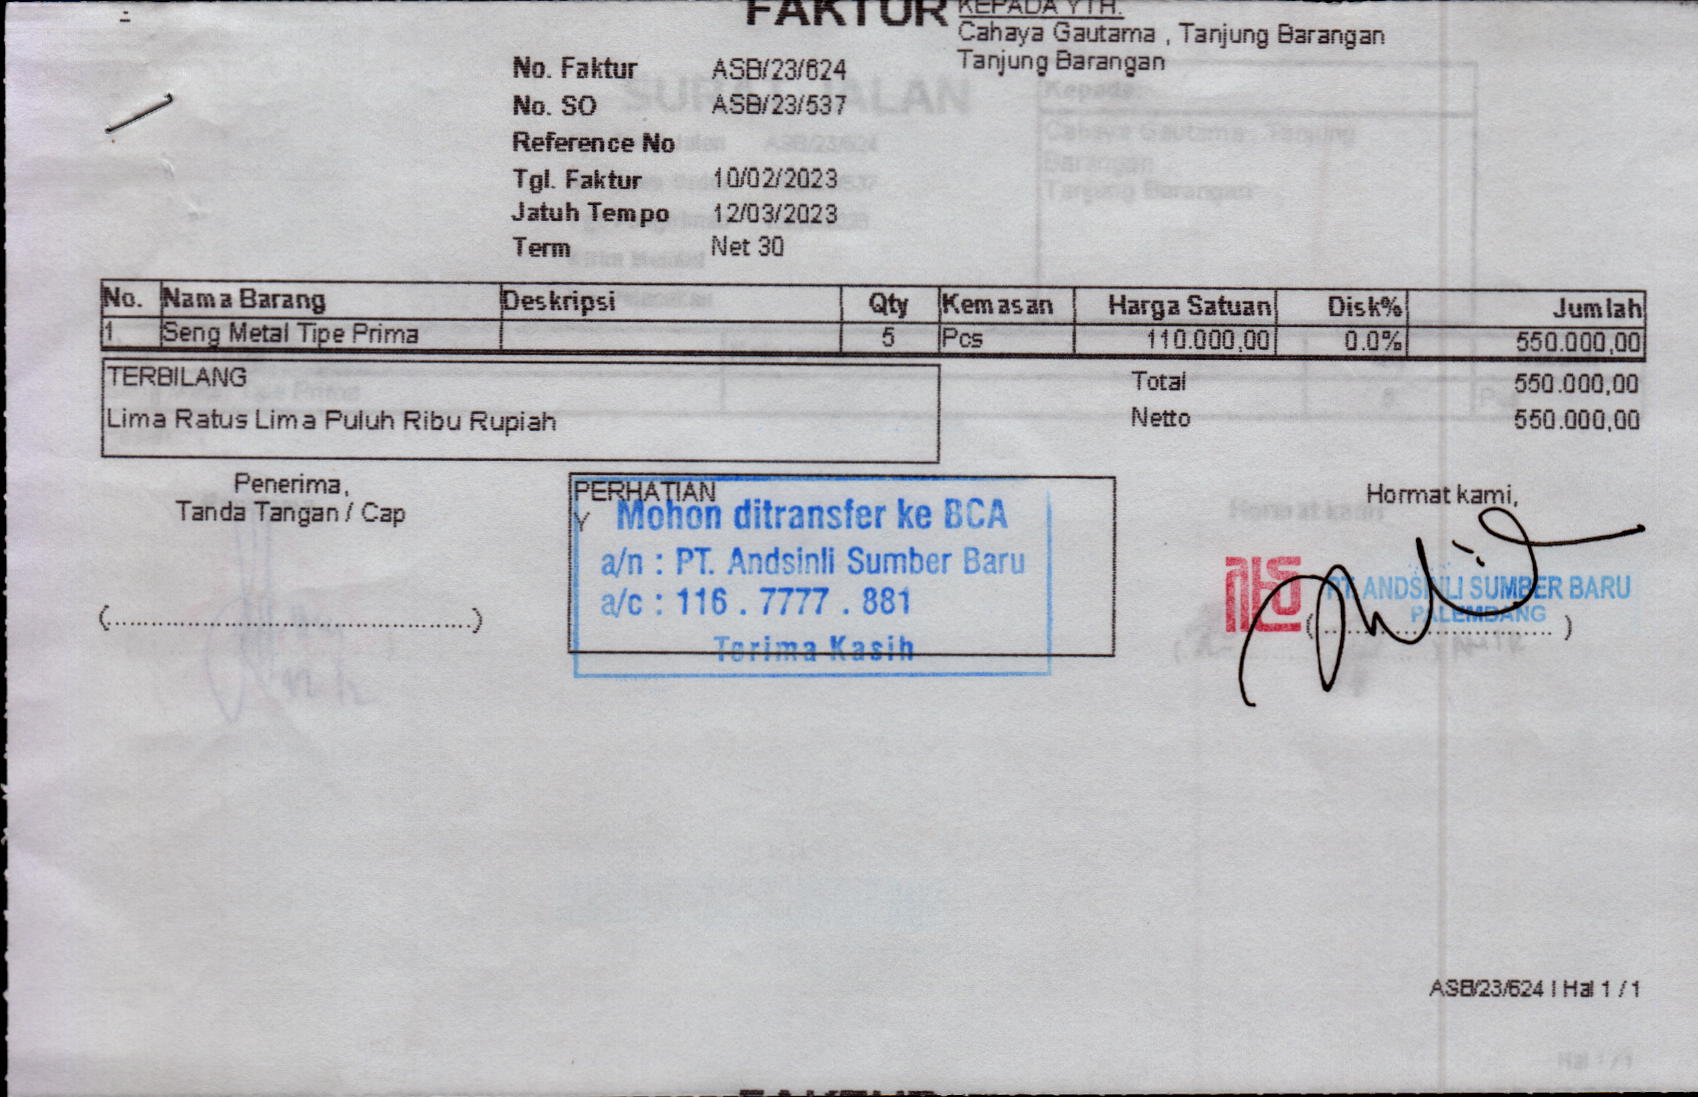 FAKTUR
KEPADA YTH.
Cahaya Gautama , Tanjung Barangan
Tanjung Barangan
No. Faktur ASB/23/624
No. SO ASB/23/537
Reference No
Tgl. Faktur 10/02/2023
Jatuh Tempo 12/03/2023
Term Net 30
No. Nama Barang Deskripsi Qty Kemasan Harga Satuan Disk% Jumlah
1 Seng Metal Tipe Prima 5 Pcs 110.000,00 0.0% 550.000,00
TERBILANG
Lima Ratus Lima Puluh Ribu Rupiah
Total 550.000,00
Netto 550.000,00
Penerima,
Tanda Tangan / Cap
(................................................)
PERHATIAN
Y
Mohon ditransfer ke BCA
a/n : PT. Andsinli Sumber Baru
a/c : 116 . 7777 . 881
Terima Kasih
Hormat kami,
PT. ANDSINLI SUMBER BARU
PALEMBANG
(................................)
ASB/23/624 | Hal 1 / 1